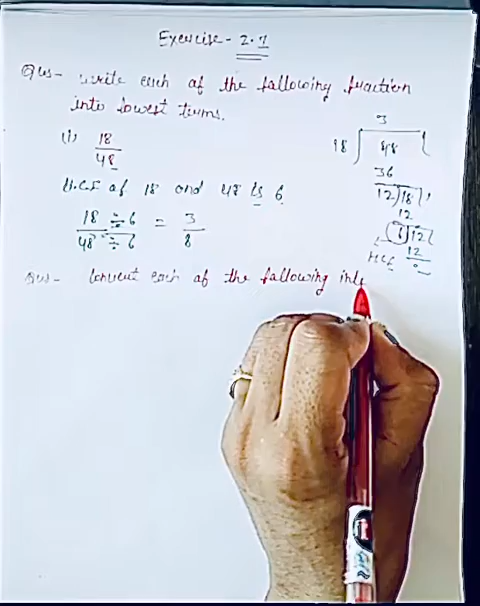 Exercise - 2.1
Qus - write each of the following fraction
into lowest terms.
(i) 18/48
H.C.F of 18 and 48 is 6
18 ÷ 6 / 48 ÷ 6 = 3/8
Qus - Convert each of the following into
3
18 ) 48 (
36
12 ) 18 ( 1
12
6 ) 12 (
12
0
HCF